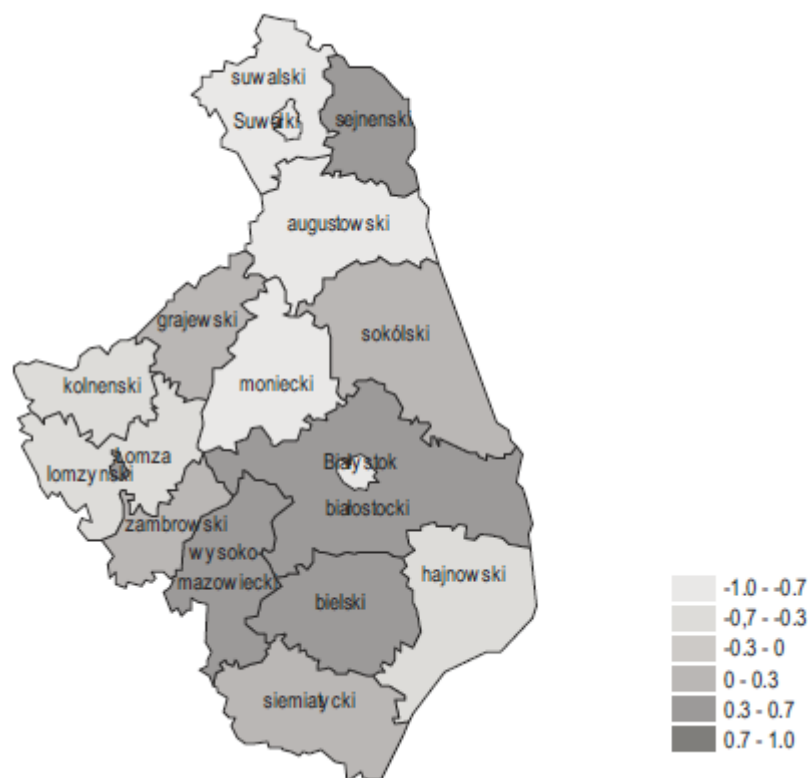 suwalski
Suwałki
sejnenski
augustowski
grajewski
sokólski
kolnenski
moniecki
Łomza
lomzynski
Białystok
białostocki
zambrowski
wysoko
mazowiecki
hajnowski
bielski
siemiatycki
-1.0 - -0.7
-0,7 - -0.3
-0.3 - 0
0 - 0.3
0.3 - 0.7
0.7 - 1.0